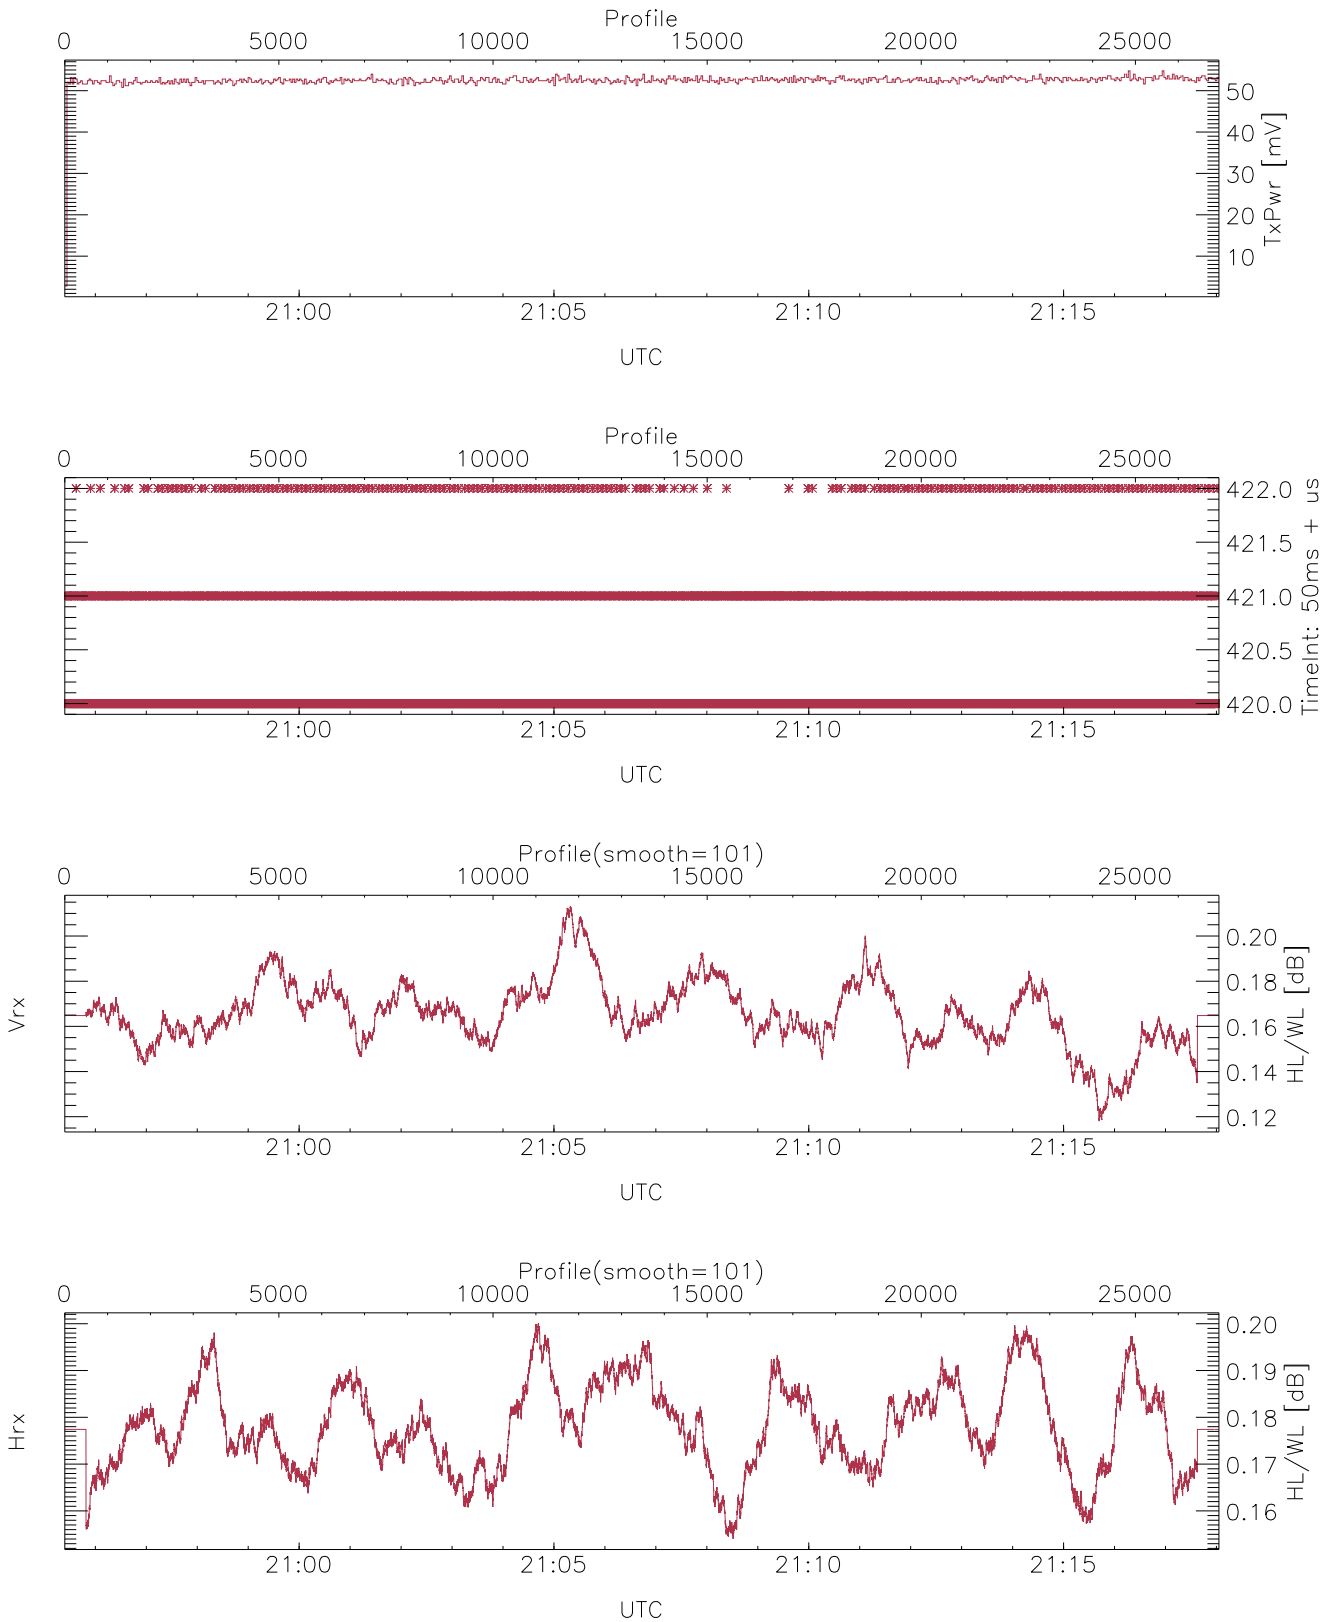 Profile
0 5000 10000 15000 20000 25000
50
40
30
20
10
TxPwr [mV]
21:00 21:05 21:10 21:15
UTC
Profile
0 5000 10000 15000 20000 25000
422.0
421.5
421.0
420.5
420.0
TimeInt: 50ms + us
21:00 21:05 21:10 21:15
UTC
Profile(smooth=101)
0 5000 10000 15000 20000 25000
Vrx
0.20
0.18
0.16
0.14
0.12
HL/WL [dB]
21:00 21:05 21:10 21:15
UTC
Profile(smooth=101)
0 5000 10000 15000 20000 25000
Hrx
0.20
0.19
0.18
0.17
0.16
HL/WL [dB]
21:00 21:05 21:10 21:15
UTC